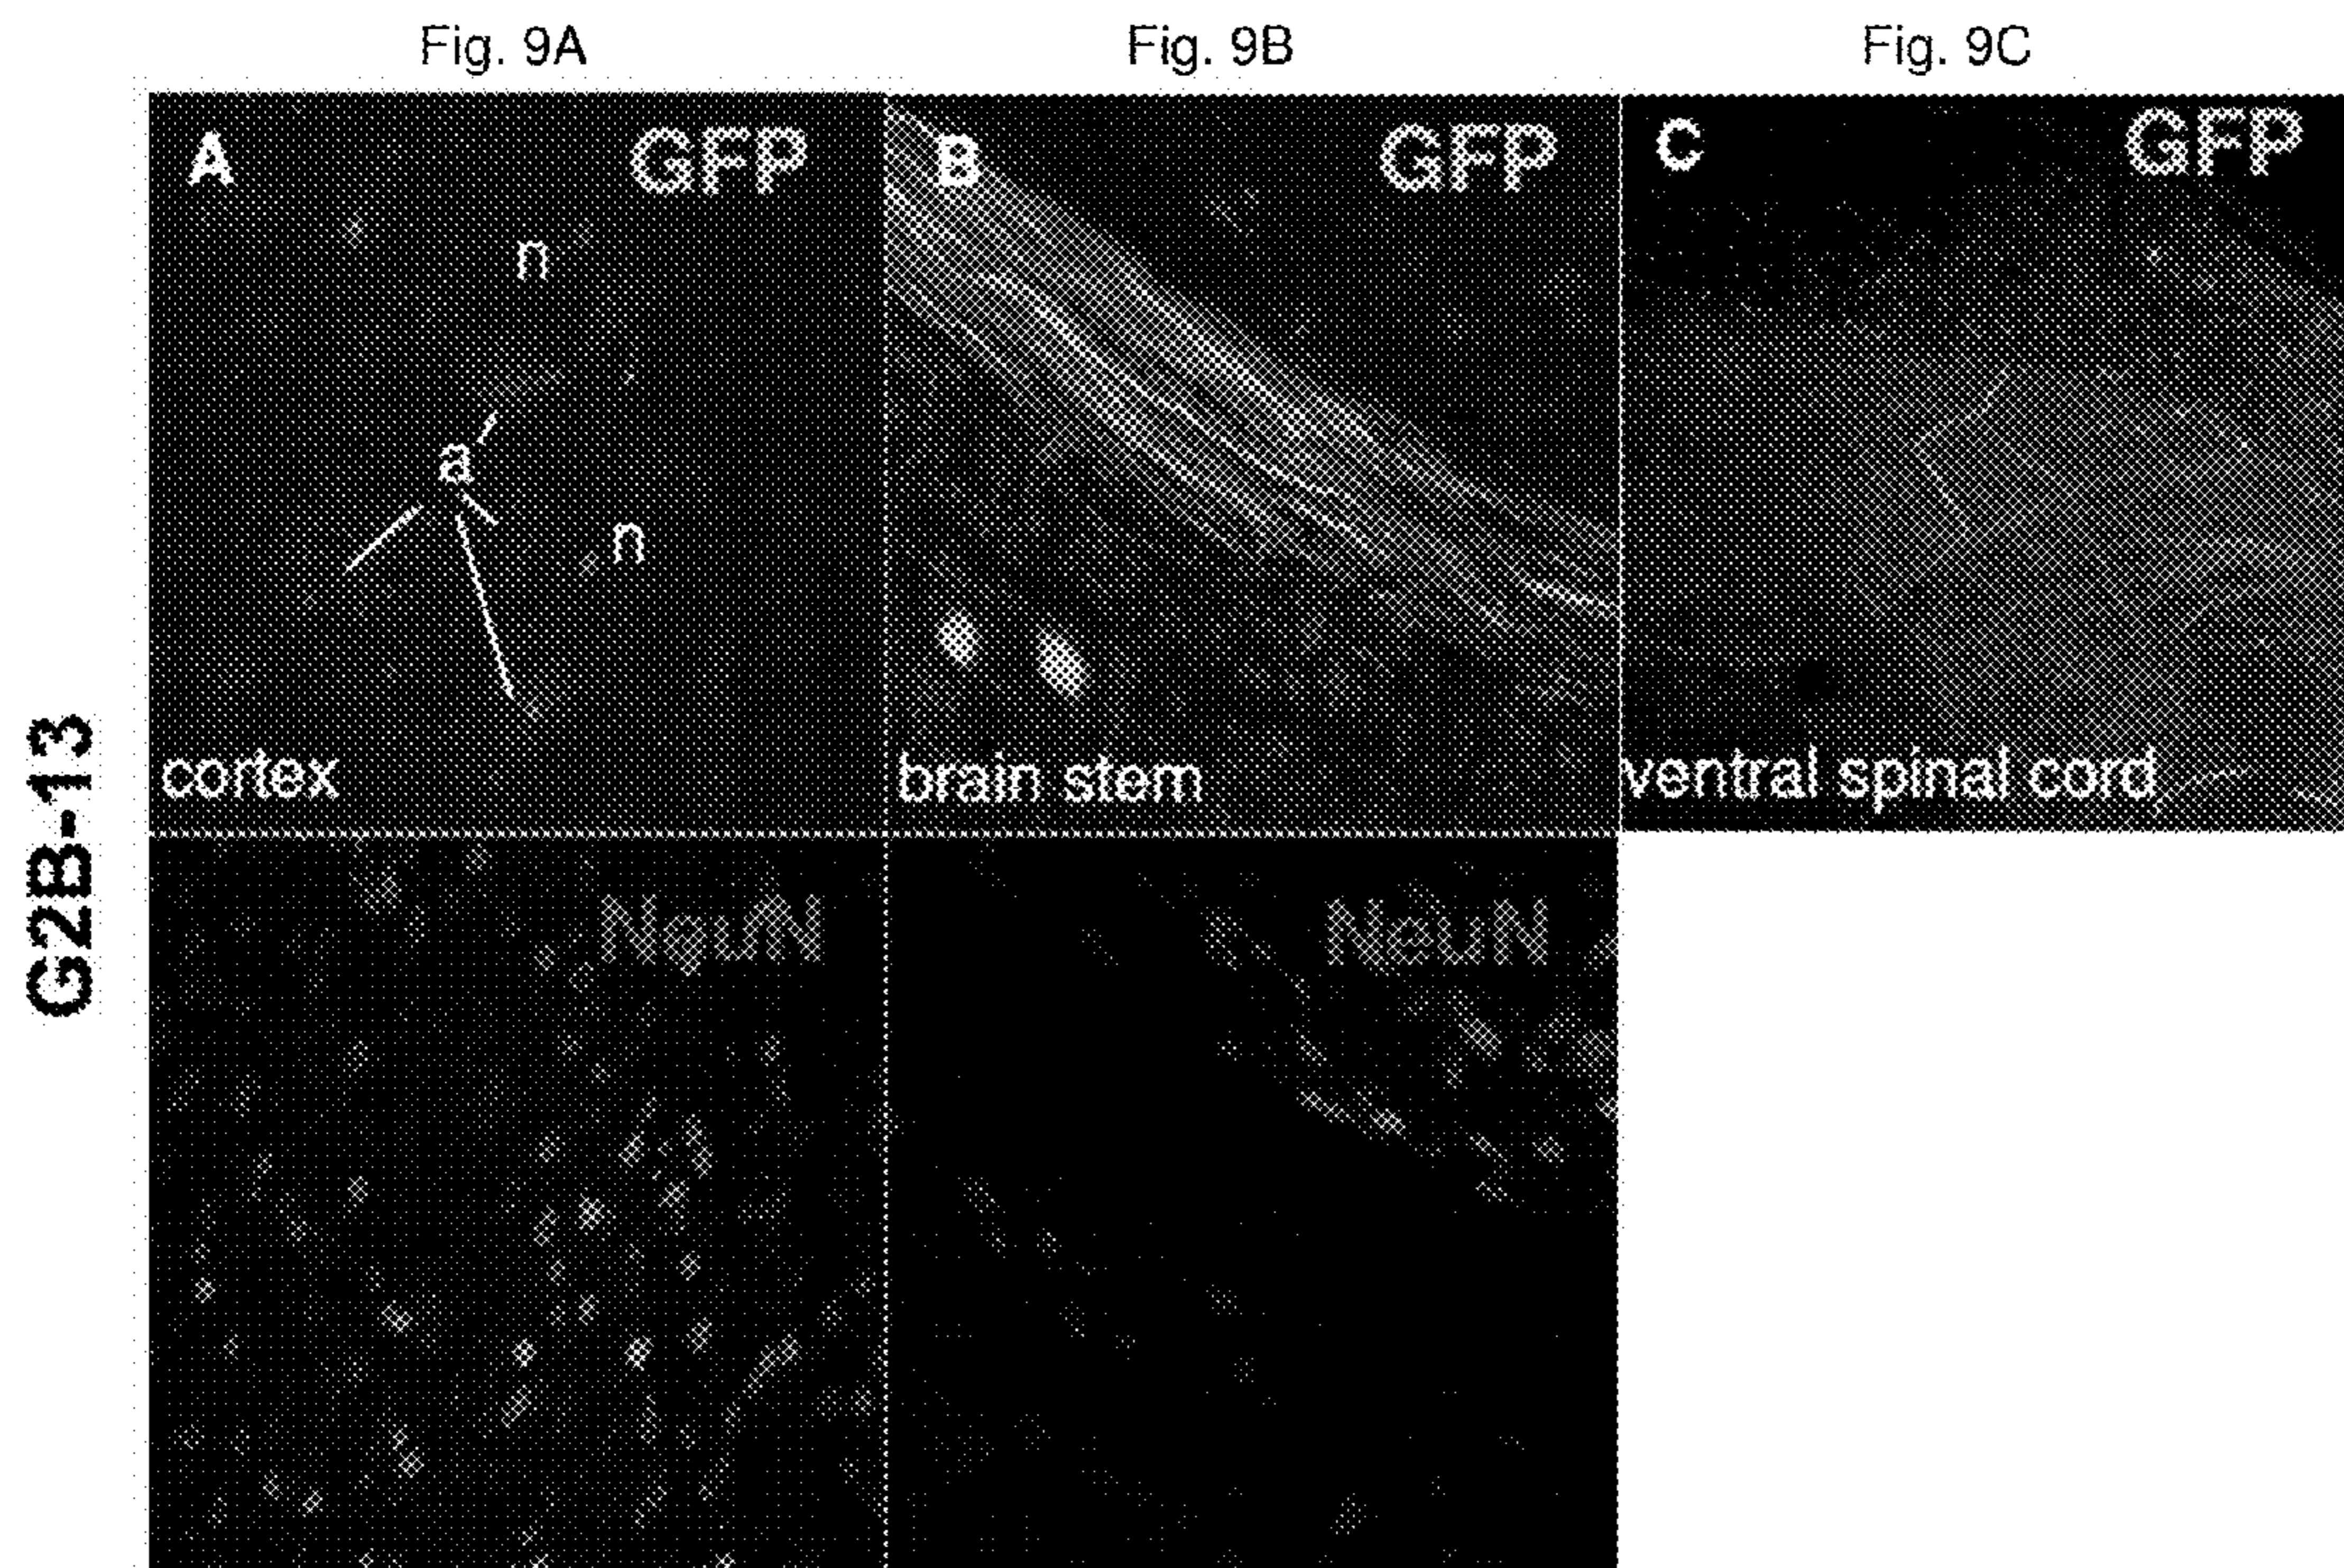 Fig. 9A
Fig. 9B
Fig. 9C
G2B-13
A
GFP
n
a
n
cortex
B
GFP
brain stem
C
GFP
ventral spinal cord
NeuN
NeuN